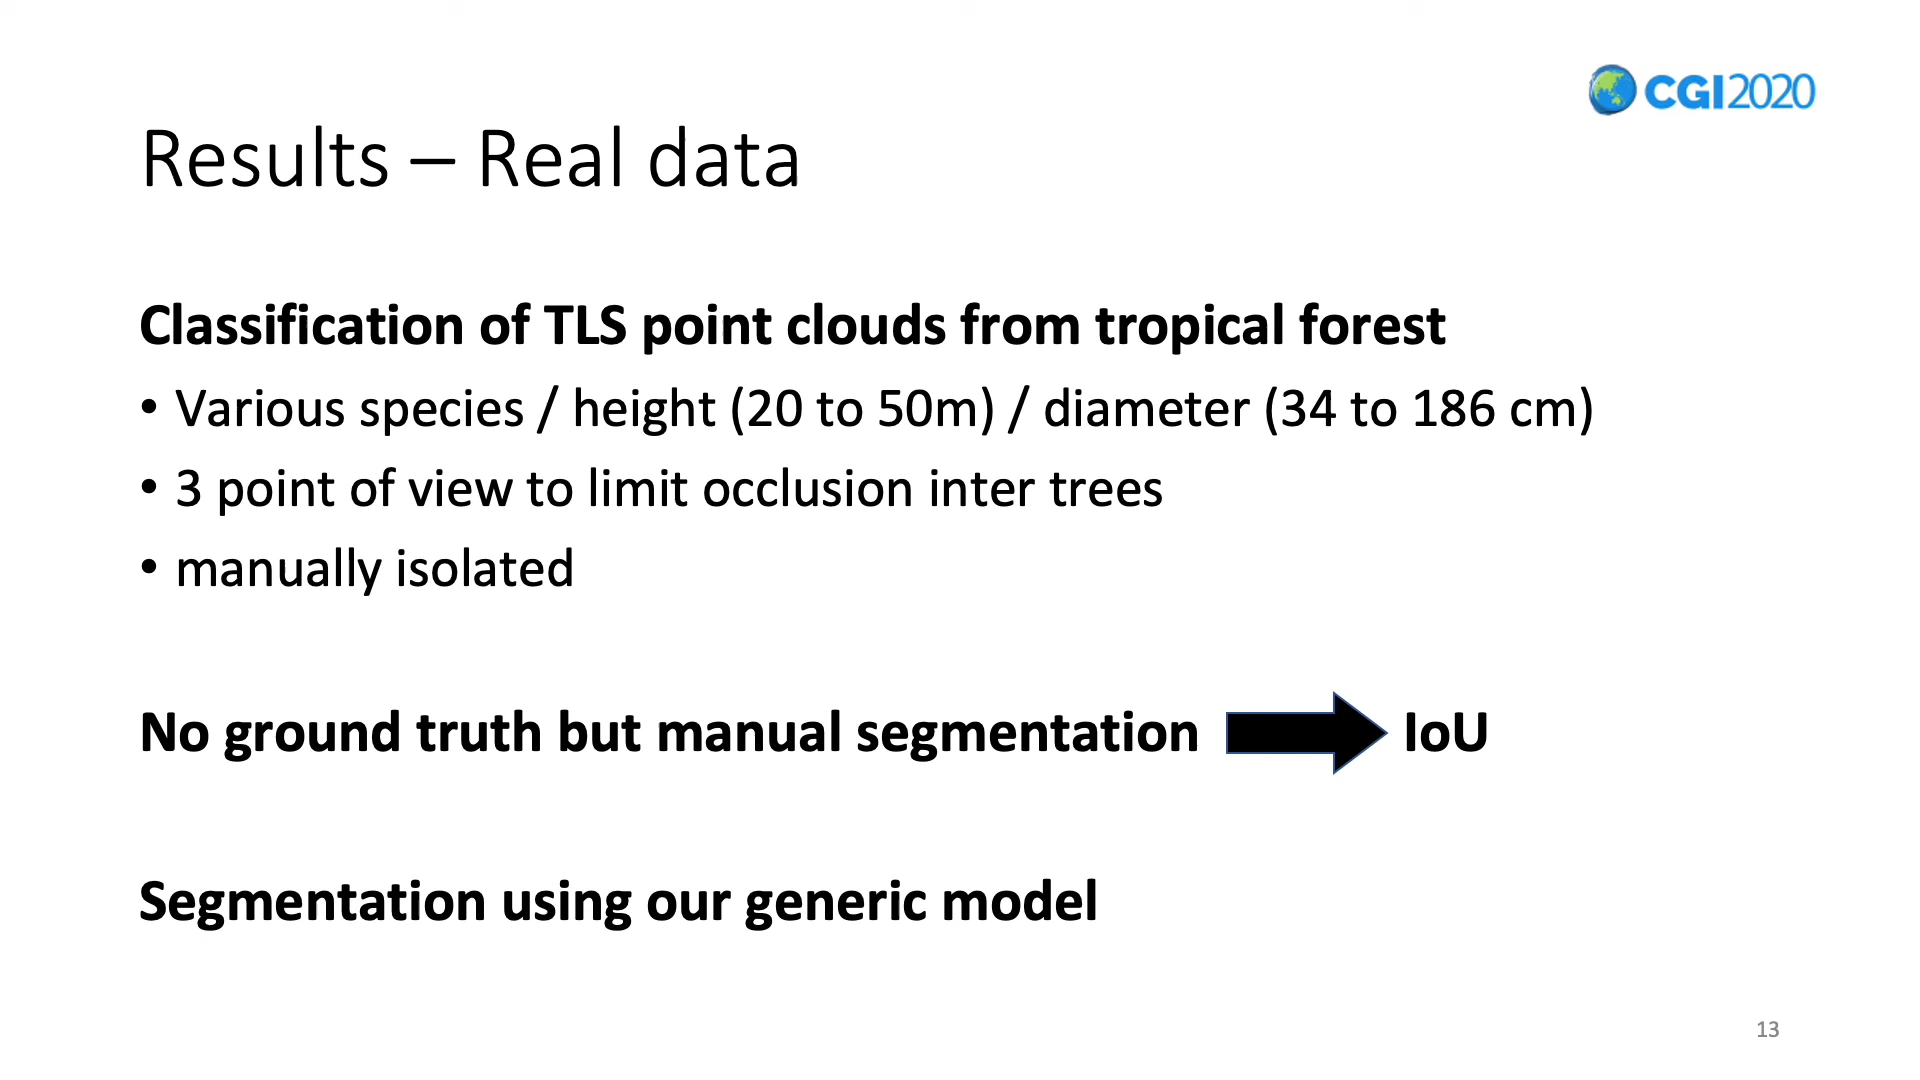 CGI2020
Results – Real data
Classification of TLS point clouds from tropical forest
• Various species / height (20 to 50m) / diameter (34 to 186 cm)
• 3 point of view to limit occlusion inter trees
• manually isolated
No ground truth but manual segmentation IoU
Segmentation using our generic model
13